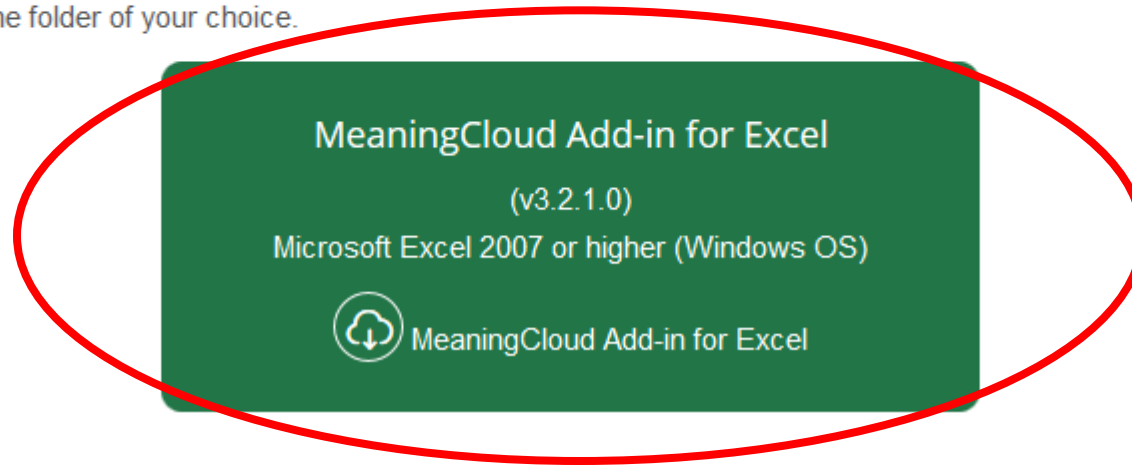 he folder of your choice.
MeaningCloud Add-in for Excel
(v3.2.1.0)
Microsoft Excel 2007 or higher (Windows OS)
MeaningCloud Add-in for Excel